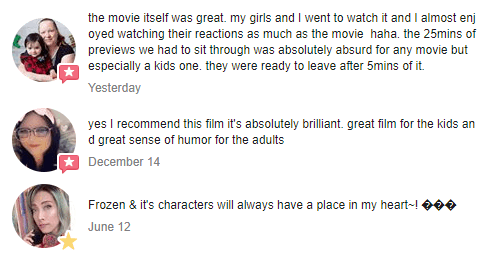 the movie itself was great. my girls and I went to watch it and I almost enj
oyed watching their reactions as much as the movie  haha. the 25mins of
previews we had to sit through was absolutely absurd for any movie but
especially a kids one. they were ready to leave after 5mins of it.
Yesterday
yes I recommend this film it's absolutely brilliant. great film for the kids an
d great sense of humor for the adults
December 14
Frozen & it's characters will always have a place in my heart~! ���
June 12